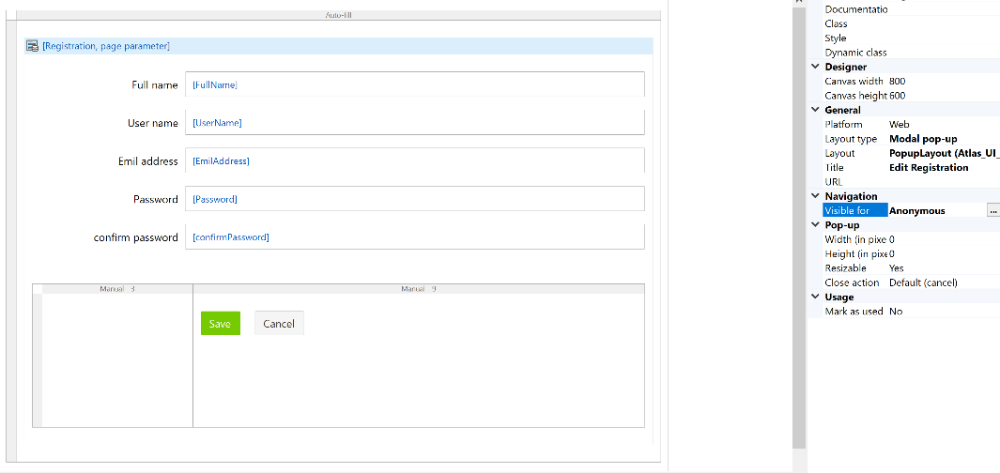 Auto-fill
[Registration, page parameter]
Full name [FullName]
User name [UserName]
Emil address [EmilAddress]
Password [Password]
confirm password [confirmPassword]
Manual 3 Manual 9
Save Cancel
Documentatio
Class
Style
Dynamic class
Designer
Canvas width 800
Canvas height 600
General
Platform Web
Layout type Modal pop-up
Layout PopupLayout (Atlas_UI_
Title Edit Registration
URL
Navigation
Visible for Anonymous ...
Pop-up
Width (in pixe 0
Height (in pixe 0
Resizable Yes
Close action Default (cancel)
Usage
Mark as used No